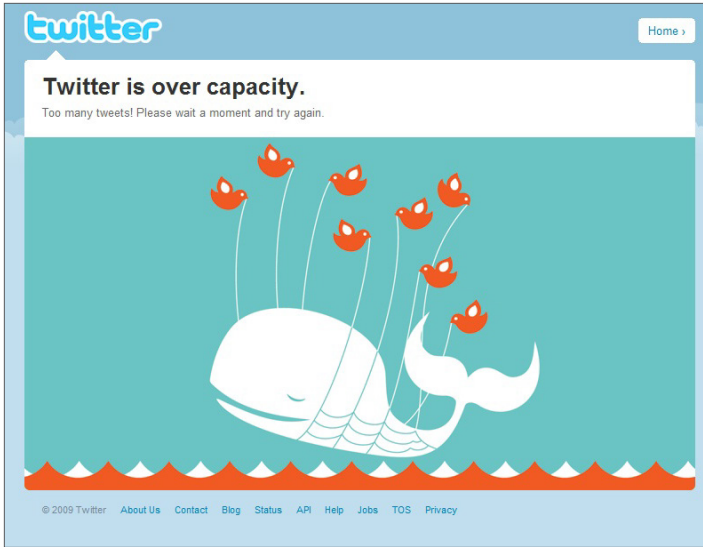 twitter
Home ›
Twitter is over capacity.
Too many tweets! Please wait a moment and try again.
© 2009 Twitter About Us Contact Blog Status API Help Jobs TOS Privacy